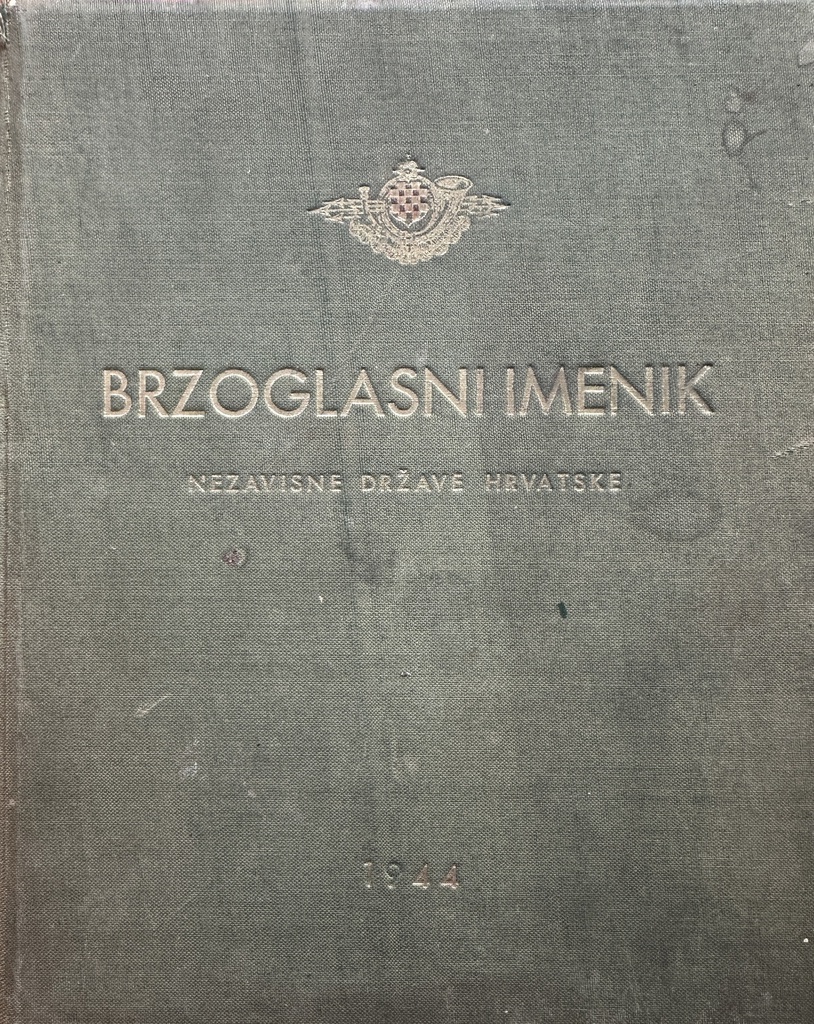 BRZOGLASNI IMENIK
NEZAVISNE DRŽAVE HRVATSKE
1944